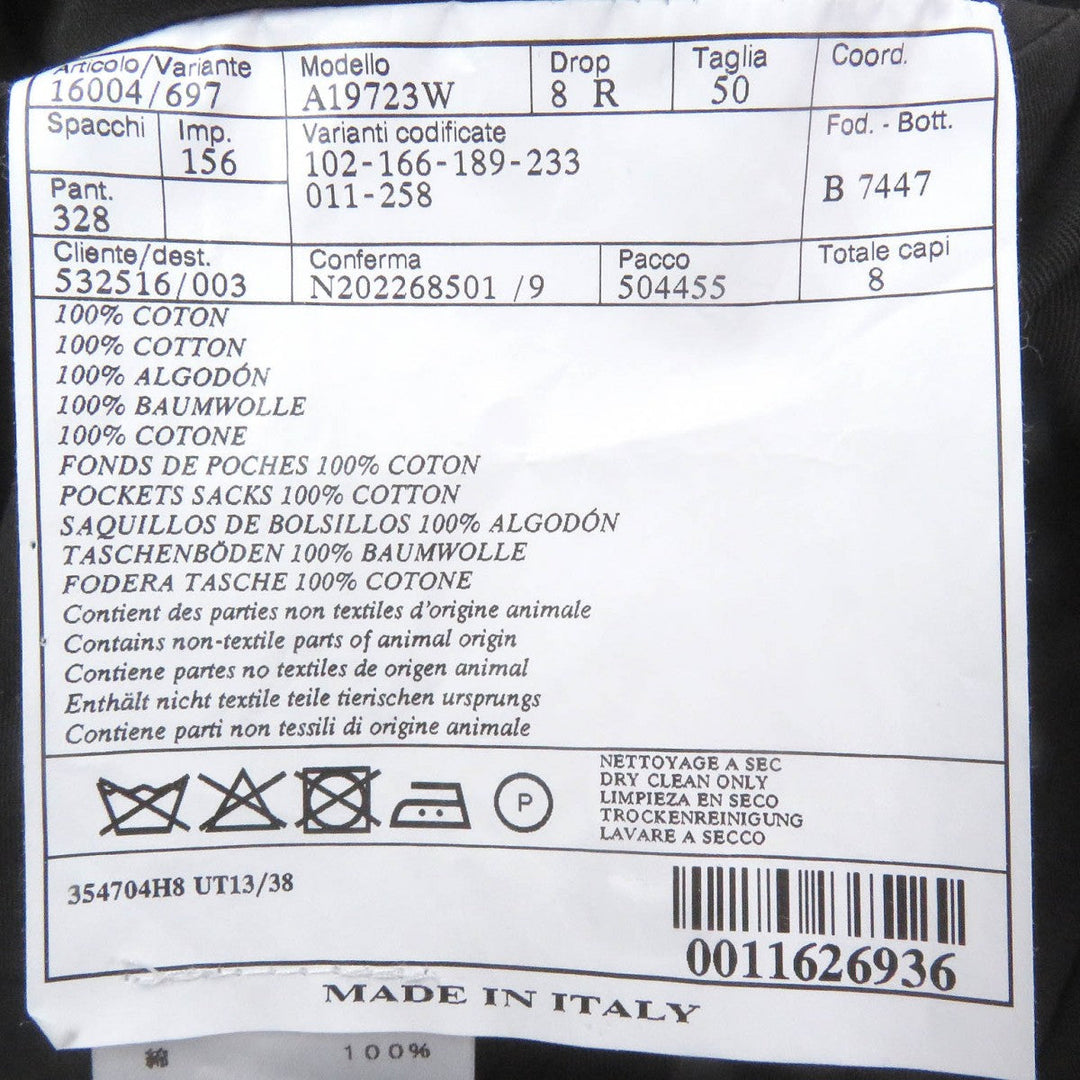 Articolo/Variante Modello Drop Taglia Coord.
16004/697 A19723W 8 R 50
Spacchi Imp. Varianti codificate Fod. - Bott.
156 102-166-189-233
Pant. 011-258 B 7447
328
Cliente/dest. Conferma Pacco Totale capi
532516/003 N202268501 /9 504455 8
100% COTON
100% COTTON
100% ALGODÓN
100% BAUMWOLLE
100% COTONE
FONDS DE POCHES 100% COTON
POCKETS SACKS 100% COTTON
SAQUILLOS DE BOLSILLOS 100% ALGODÓN
TASCHENBÖDEN 100% BAUMWOLLE
FODERA TASCHE 100% COTONE
Contient des parties non textiles d'origine animale
Contains non-textile parts of animal origin
Contiene partes no textiles de origen animal
Enthält nicht textile teile tierischen ursprungs
Contiene parti non tessili di origine animale
P
NETTOYAGE A SEC
DRY CLEAN ONLY
LIMPIEZA EN SECO
TROCKENREINIGUNG
LAVARE A SECCO
354704H8 UT13/38
0011626936
MADE IN ITALY
綿 100%